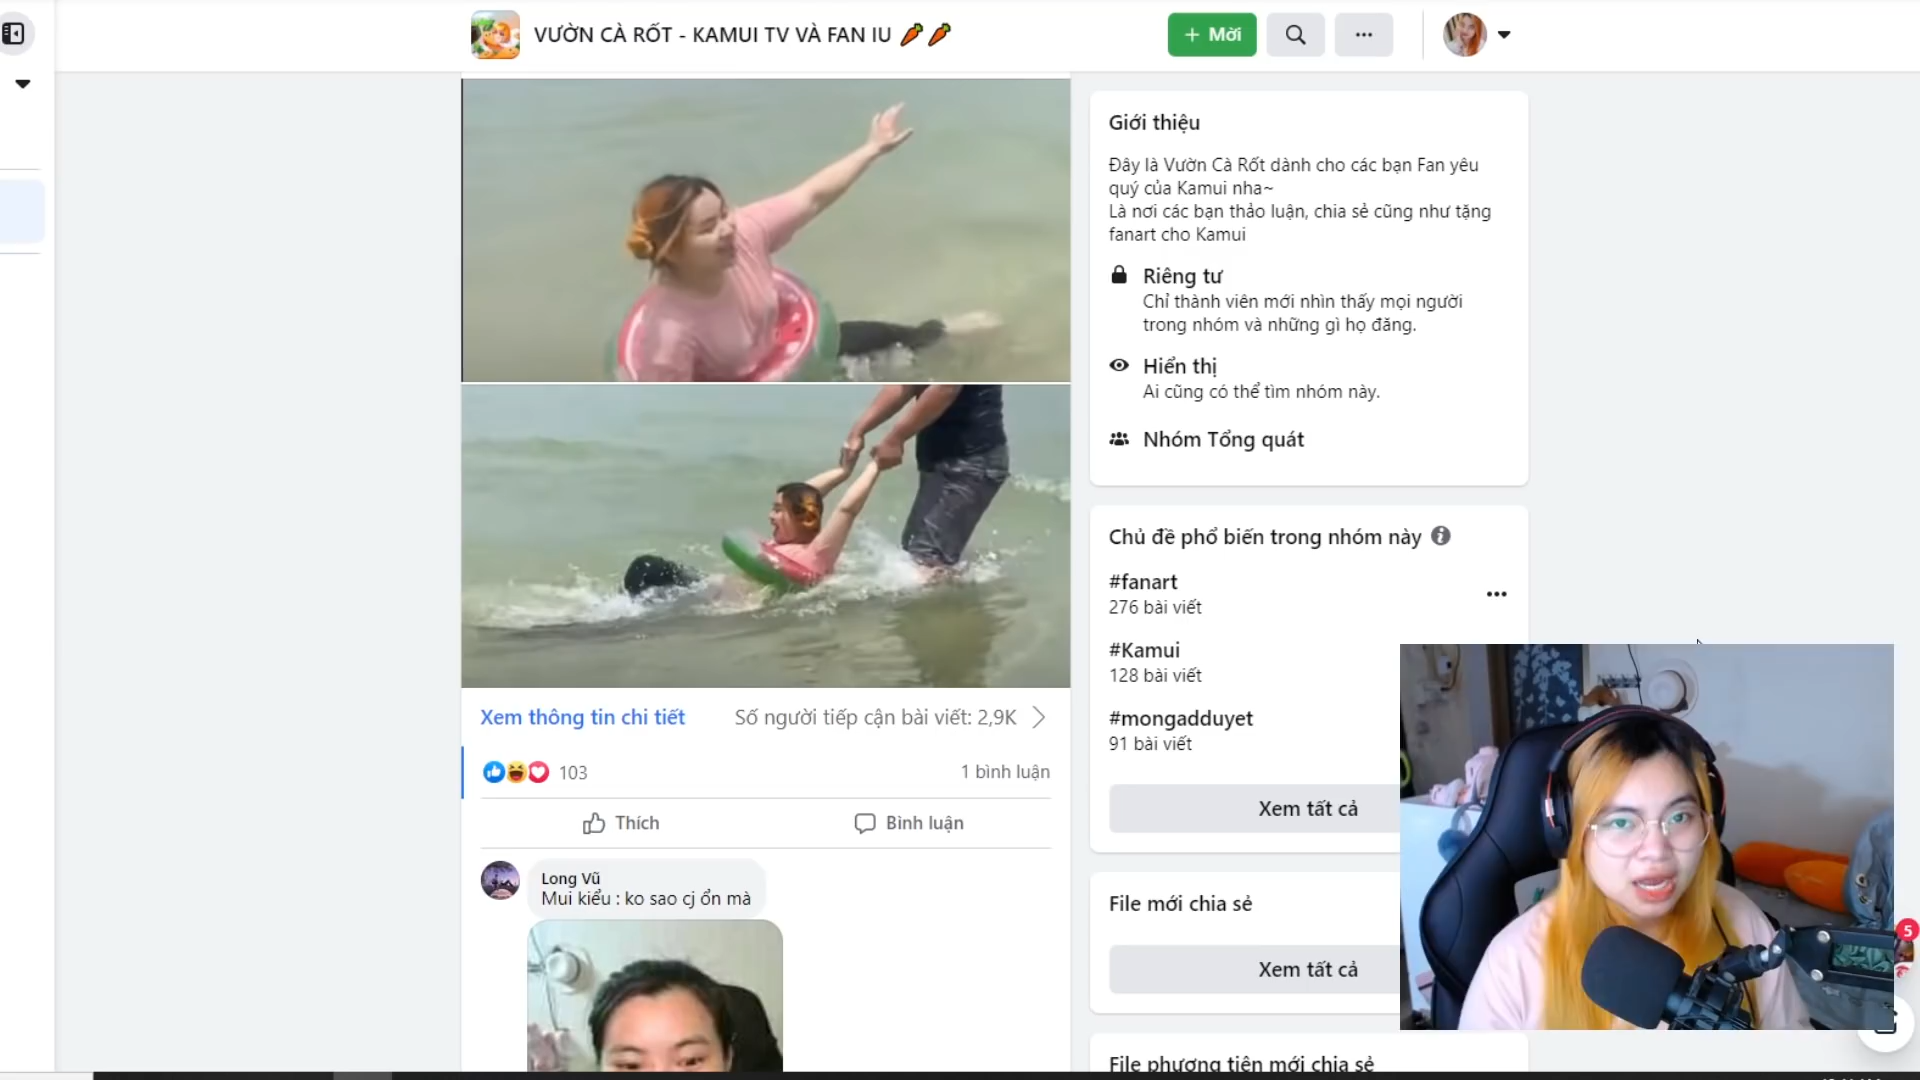 VƯỜN CÀ RỐT - KAMUI TV VÀ FAN IU 🥕🥕
+ Mời
Xem thông tin chi tiết
Số người tiếp cận bài viết: 2,9K
103
1 bình luận
Thích
Bình luận
Long Vũ
Mui kiểu : ko sao cj ổn mà
Giới thiệu
Đây là Vườn Cà Rốt dành cho các bạn Fan yêu
quý của Kamui nha~
Là nơi các bạn thảo luận, chia sẻ cũng như tặng
fanart cho Kamui
Riêng tư
Chỉ thành viên mới nhìn thấy mọi người
trong nhóm và những gì họ đăng.
Hiển thị
Ai cũng có thể tìm nhóm này.
Nhóm Tổng quát
Chủ đề phổ biến trong nhóm này
#fanart
276 bài viết
#Kamui
128 bài viết
#mongadduyet
91 bài viết
Xem tất cả
File mới chia sẻ
Xem tất cả
File phương tiện mới chia sẻ
5